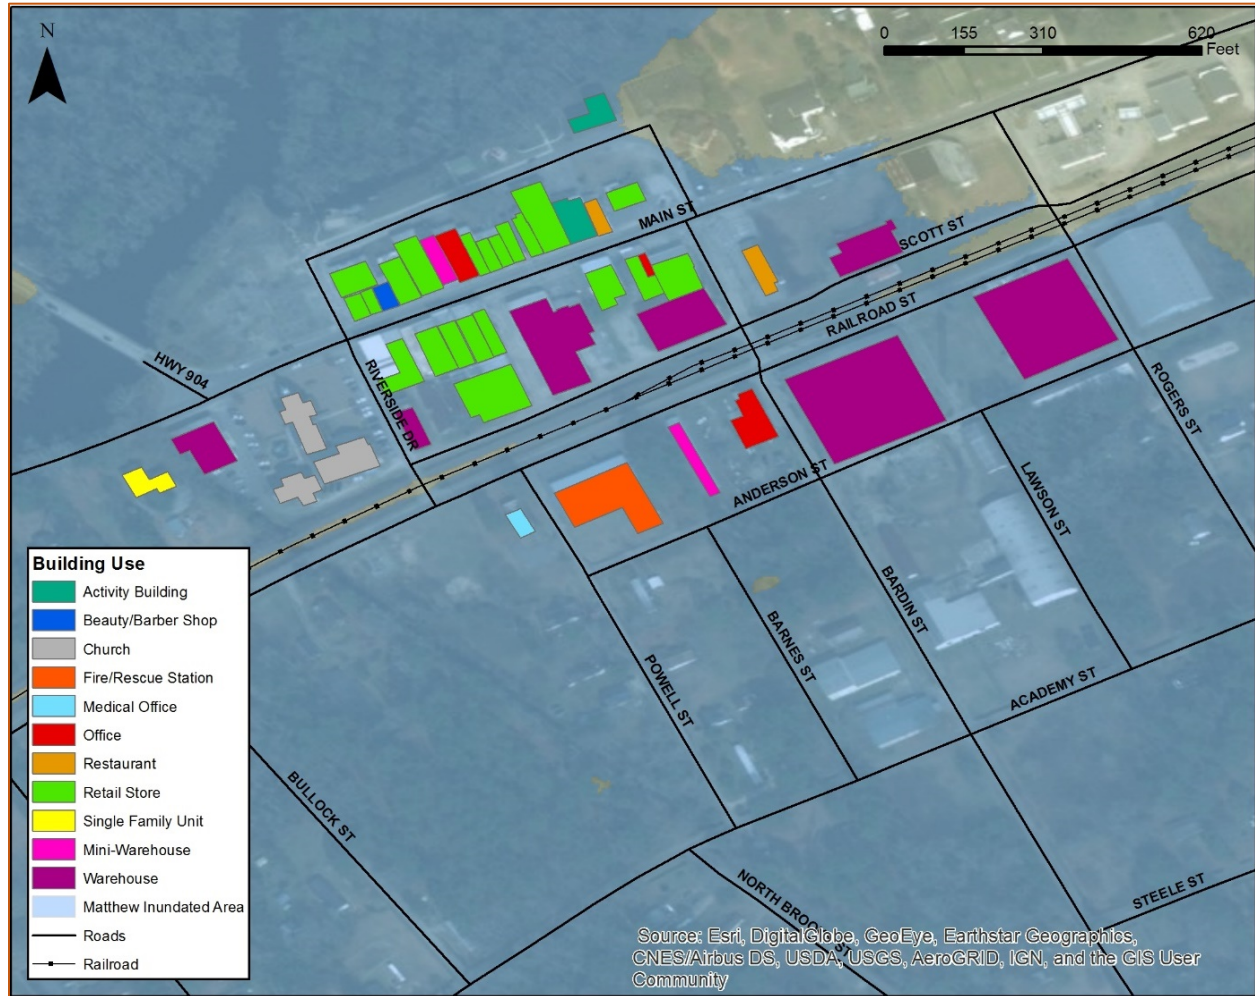 N
0 155 310 620
Feet
MAIN ST
SCOTT ST
RAILROAD ST
HWY 904
RIVERSIDE DR
ROGERS ST
ANDERSON ST
LAWSON ST
BARDIN ST
BARNES ST
POWELL ST
ACADEMY ST
BULLOCK ST
STEELE ST
Building Use
Activity Building
Beauty/Barber Shop
Church
Fire/Rescue Station
Medical Office
Office
Restaurant
Retail Store
Single Family Unit
Mini-Warehouse
Warehouse
Matthew Inundated Area
Roads
Railroad
NORTH ST
Source: Esri, DigitalGlobe, GeoEye, Earthstar Geographics,
CNES/Airbus DS, USDA, USGS, AeroGRID, IGN, and the GIS User
Community